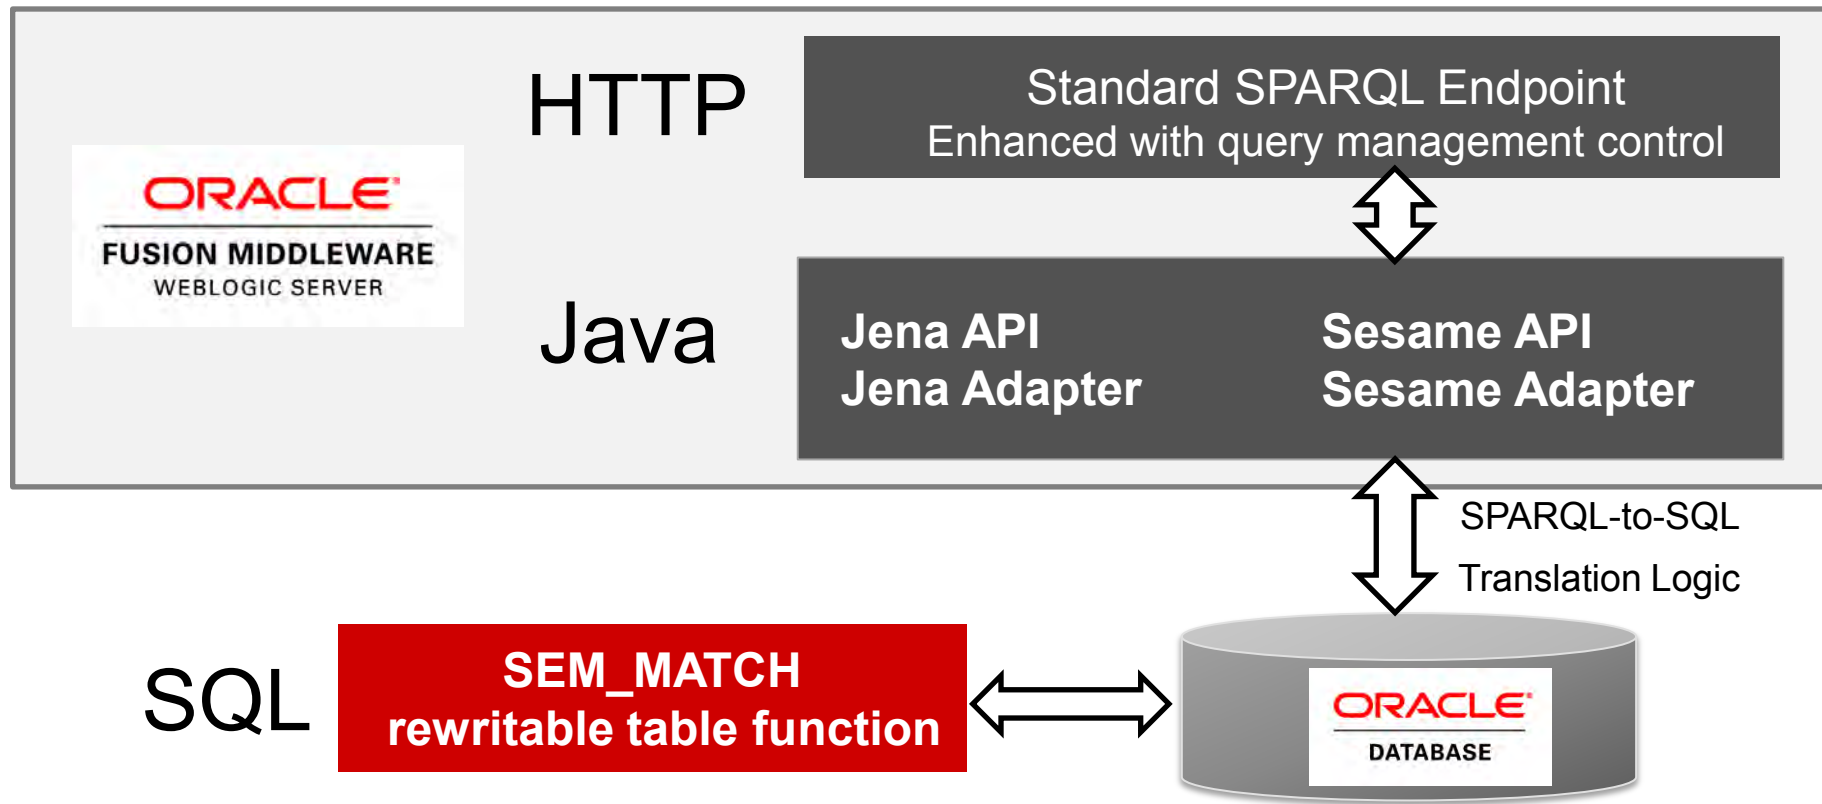 HTTP
Standard SPARQL Endpoint
Enhanced with query management control
ORACLE
FUSION MIDDLEWARE
WEBLOGIC SERVER
Java
Jena API
Jena Adapter
Sesame API
Sesame Adapter
SPARQL-to-SQL
Translation Logic
SQL
SEM_MATCH
rewritable table function
ORACLE
DATABASE